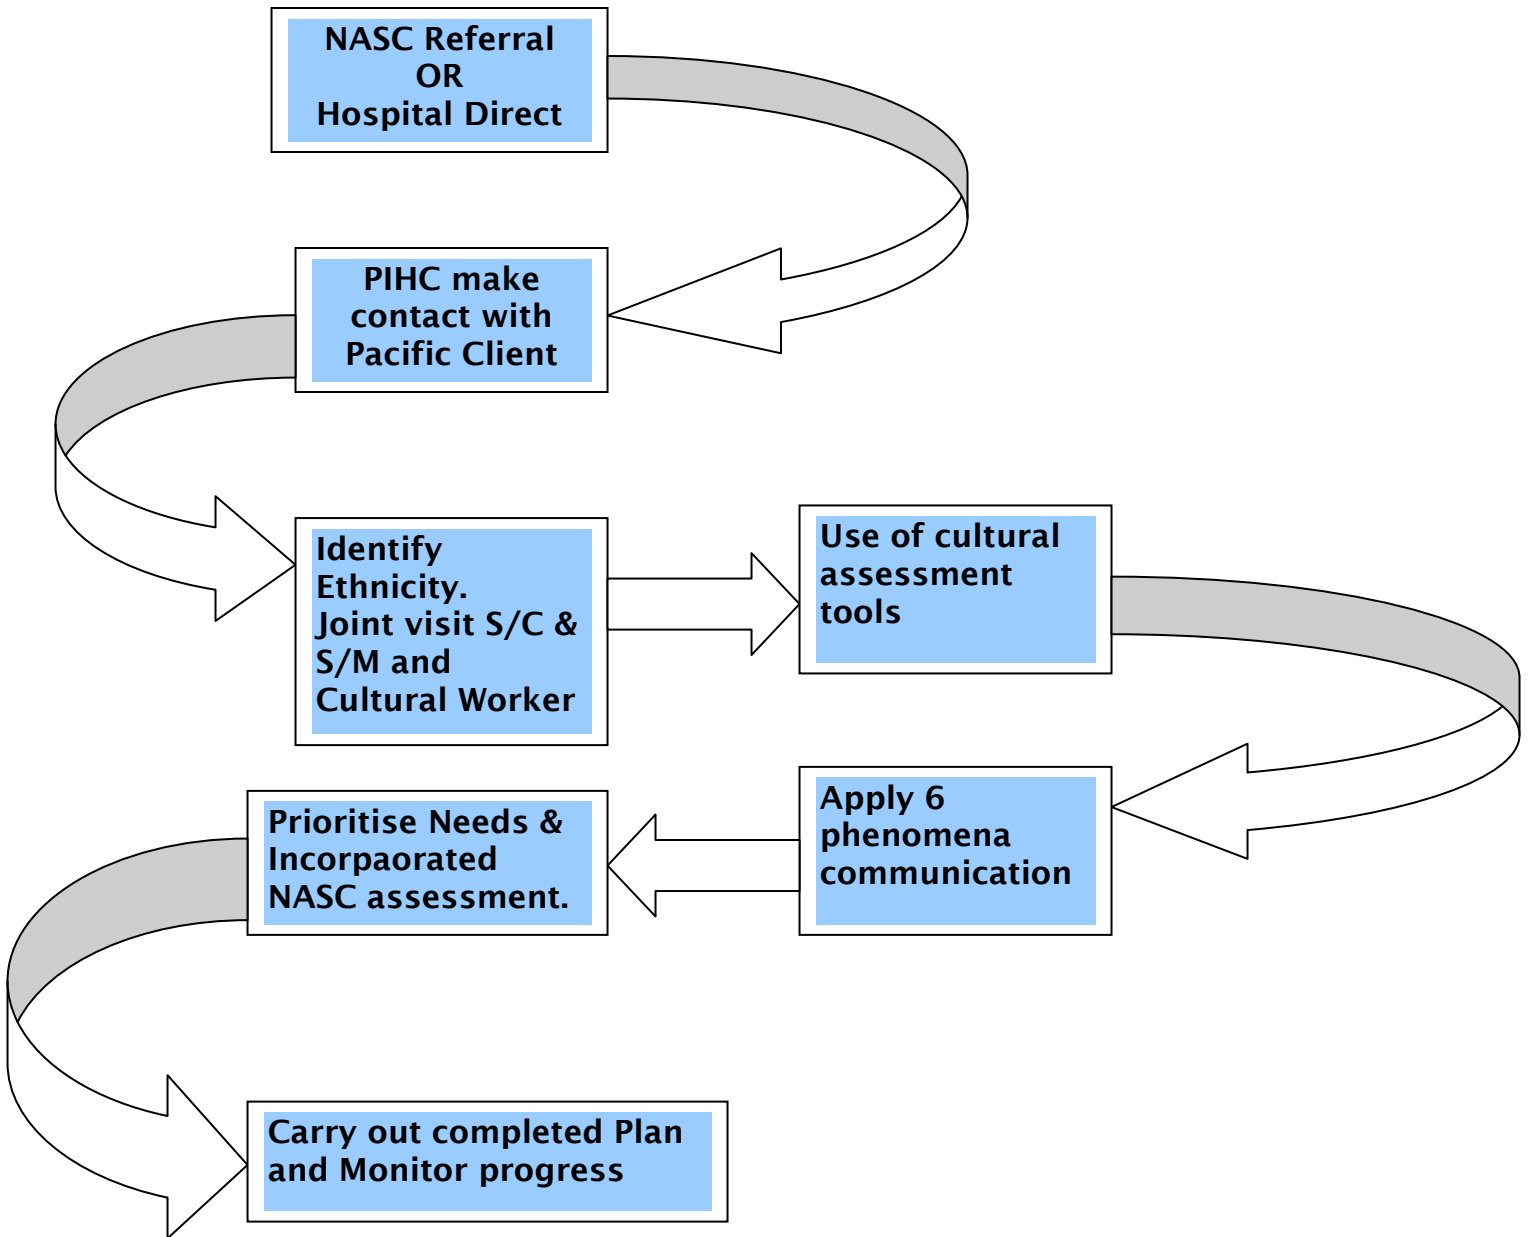 NASC Referral
OR
Hospital Direct
PIHC make
contact with
Pacific Client
Identify
Ethnicity.
Joint visit S/C &
S/M and
Cultural Worker
Use of cultural
assessment
tools
Apply 6
phenomena
communication
Prioritise Needs &
Incorpaorated
NASC assessment.
Carry out completed Plan
and Monitor progress